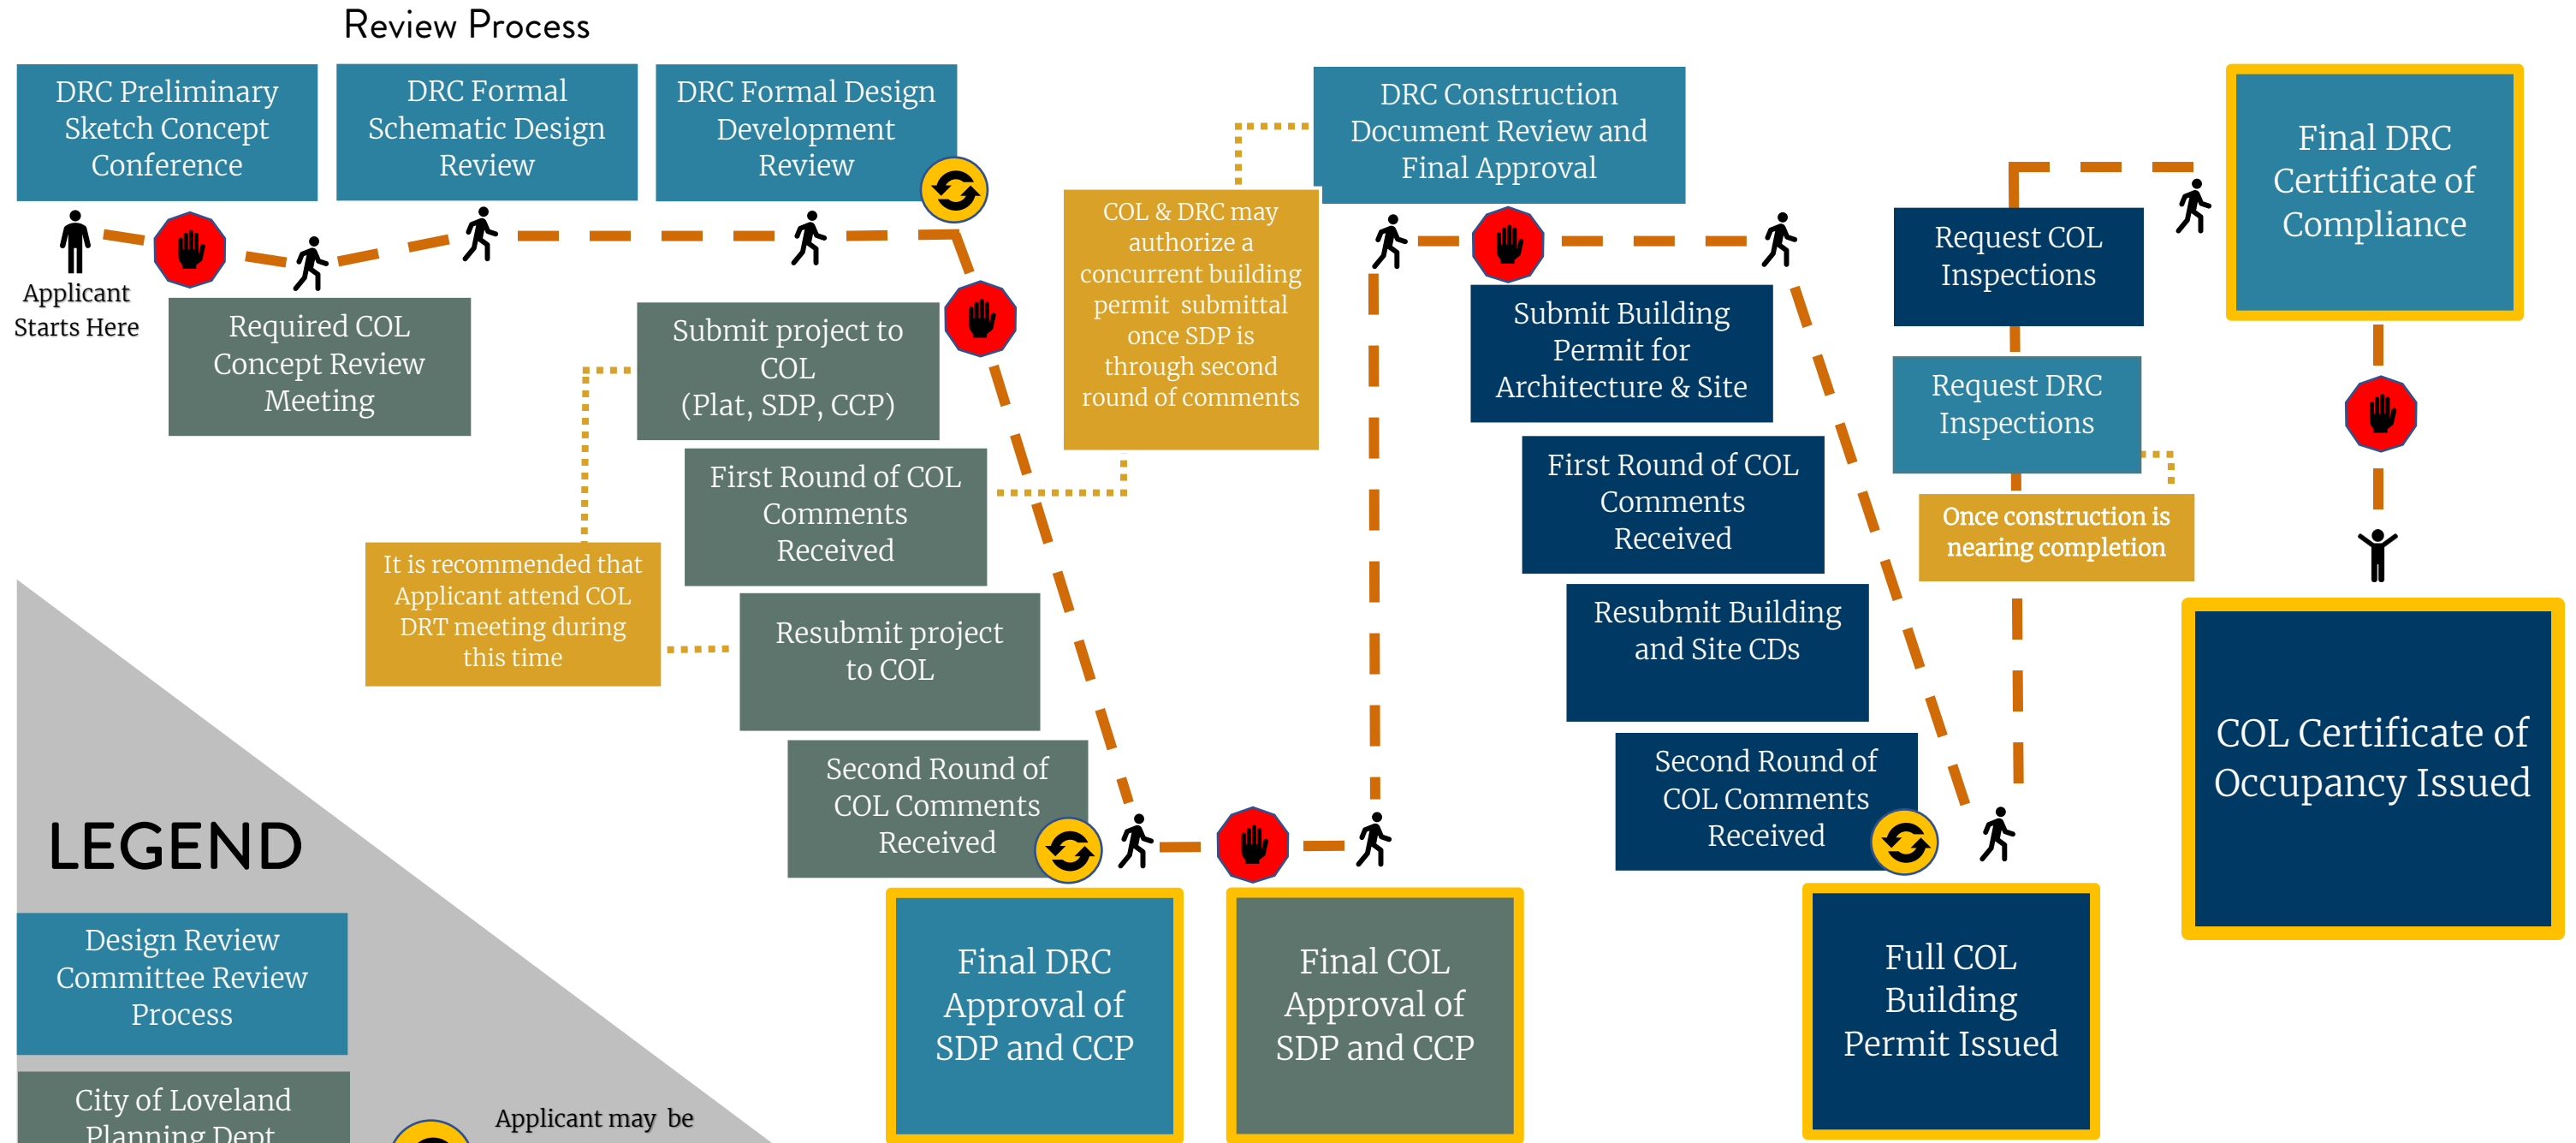 Review Process
DRC Preliminary
Sketch Concept
Conference
DRC Formal
Schematic Design
Review
DRC Formal Design
Development
Review
Applicant
Starts Here
Required COL
Concept Review
Meeting
Submit project to
COL
(Plat, SDP, CCP)
First Round of COL
Comments
Received
It is recommended that
Applicant attend COL
DRT meeting during
this time
Resubmit project
to COL
Second Round of
COL Comments
Received
Final DRC
Approval of
SDP and CCP
Final COL
Approval of
SDP and CCP
COL & DRC may
authorize a
concurrent building
permit submittal
once SDP is
through second
round of comments
DRC Construction
Document Review and
Final Approval
Submit Building
Permit for
Architecture & Site
First Round of COL
Comments
Received
Resubmit Building
and Site CDs
Second Round of
COL Comments
Received
Full COL
Building
Permit Issued
Request COL
Inspections
Request DRC
Inspections
Once construction is
nearing completion
Final DRC
Certificate of
Compliance
COL Certificate of
Occupancy Issued
LEGEND
Design Review
Committee Review
Process
City of Loveland
Planning Dept
Applicant may be